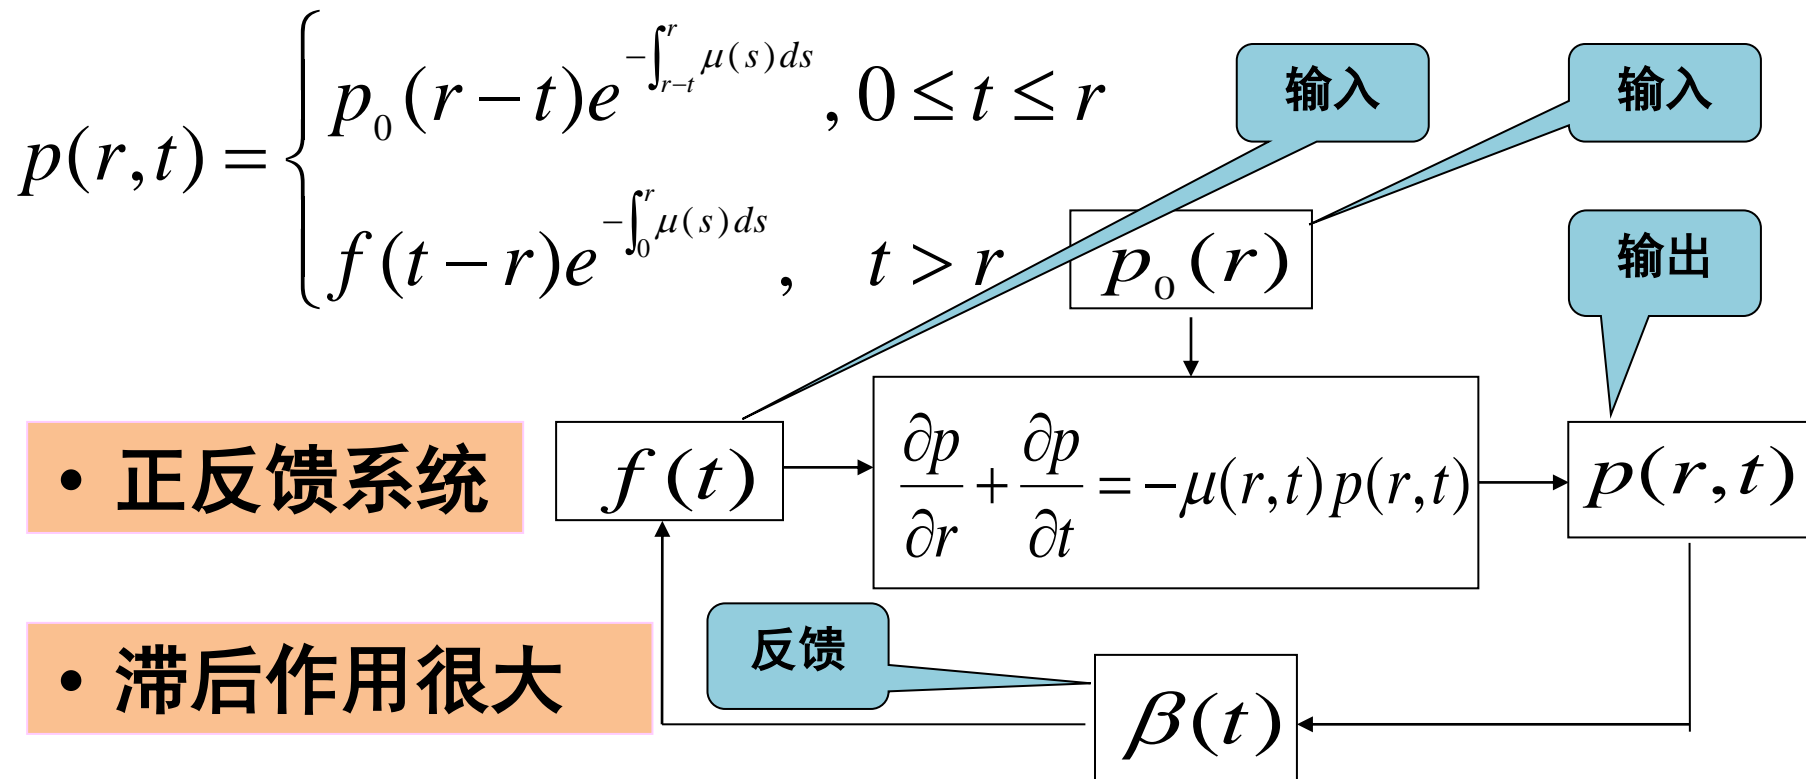 p(r,t) = { p₀(r−t)e^{−∫_{r−t}^{r} μ(s)ds} , 0 ≤ t ≤ r
f(t−r)e^{−∫_0^r μ(s)ds} , t > r
输入
输入
p₀(r)
输出
• 正反馈系统
f(t)
∂p/∂r + ∂p/∂t = −μ(r,t)p(r,t)
p(r,t)
• 滞后作用很大
反馈
β(t)